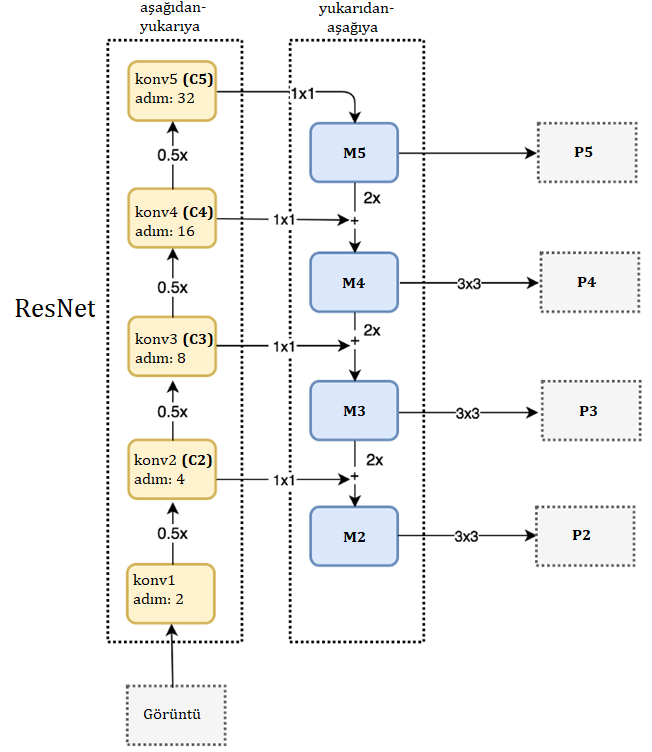 aşağıdan-
yukarıya
yukarıdan-
aşağıya
konv5 (C5)
adım: 32
1x1
M5
P5
0.5x
2x
konv4 (C4)
adım: 16
1x1
+
M4
3x3
P4
0.5x
ResNet
2x
konv3 (C3)
adım: 8
1x1
+
M3
3x3
P3
0.5x
2x
konv2 (C2)
adım: 4
1x1
+
M2
3x3
P2
0.5x
konv1
adım: 2
Görüntü